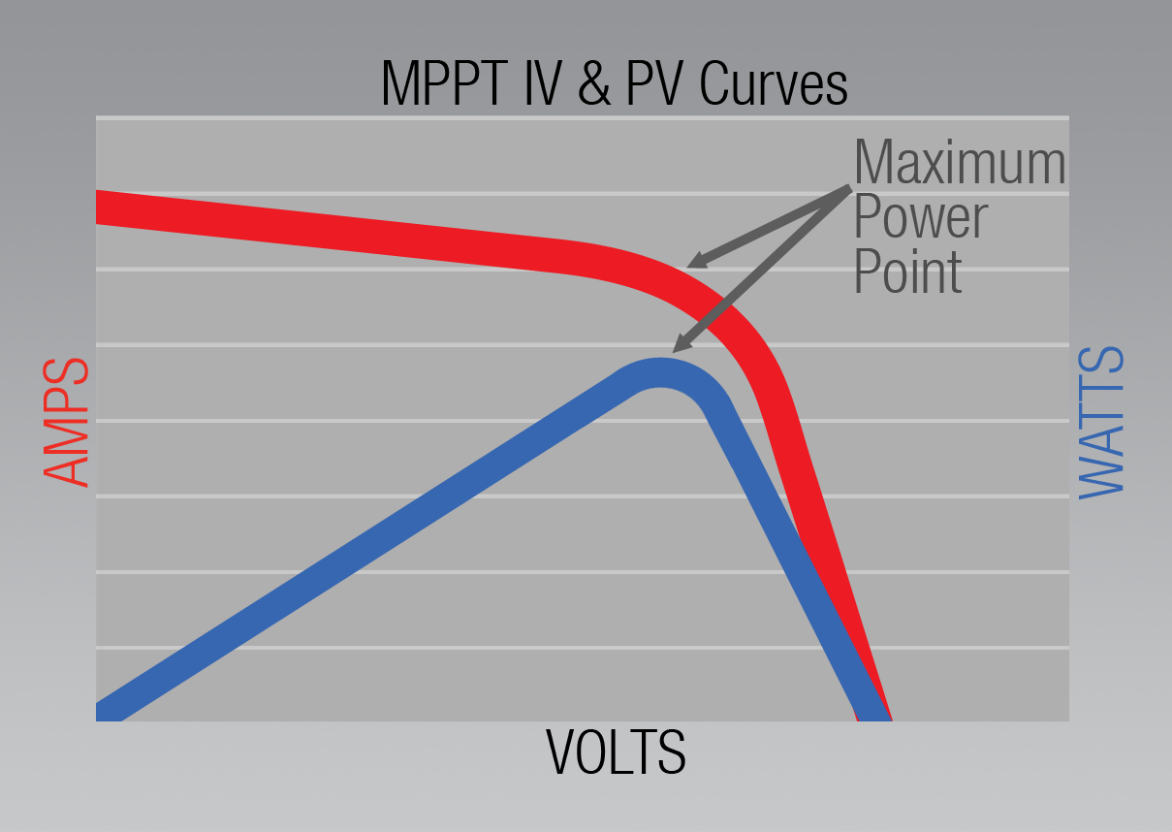 MPPT IV & PV Curves
Maximum
Power
Point
AMPS
WATTS
VOLTS